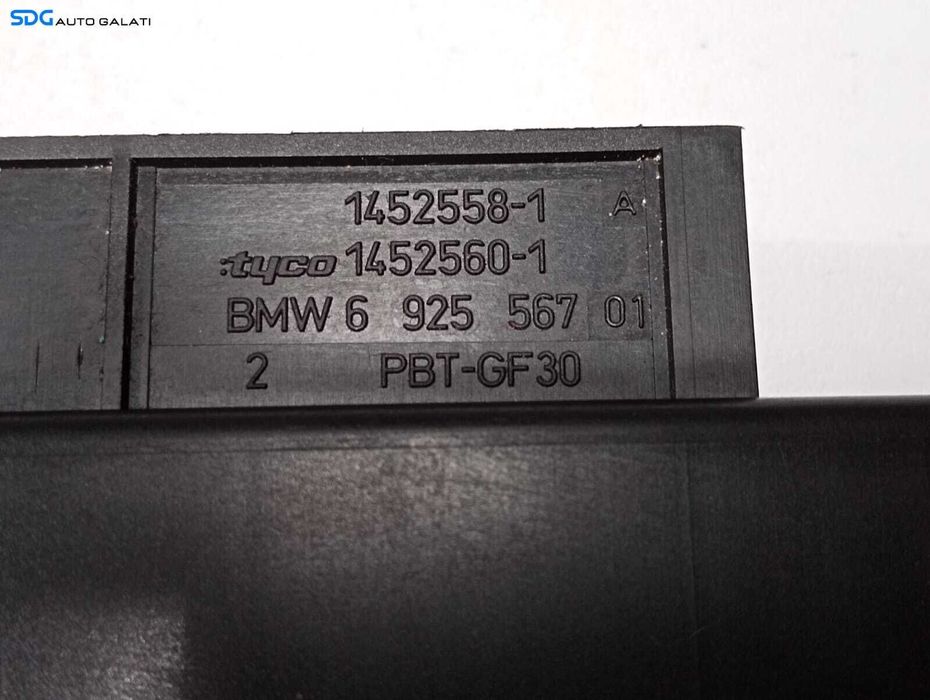 SDG AUTO GALATI
1452558-1 A
:tyco 1452560-1
BMW 6 925 567 01
2 PBT-GF30